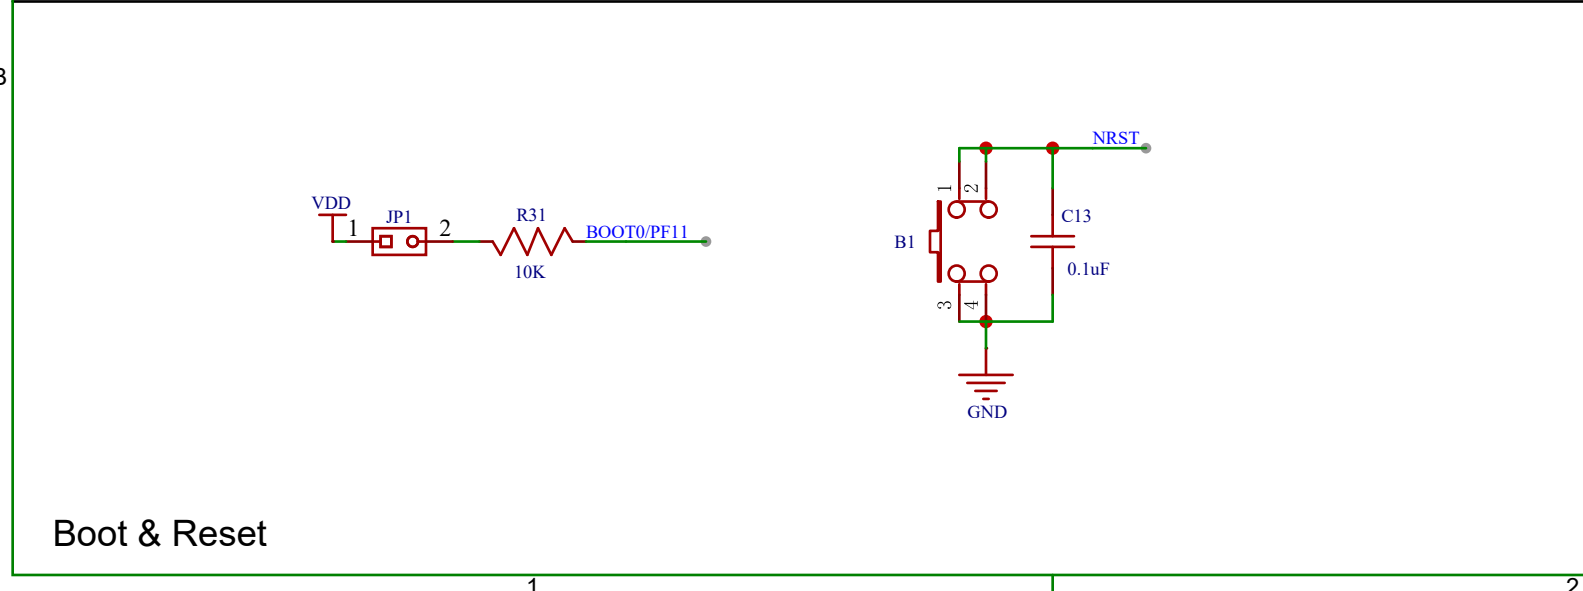 3
NRST
1
2
VDD
JP1
R31
C13
1
2
BOOT0/PF11
B1
10K
0.1uF
3
4
GND
Boot & Reset
1
2